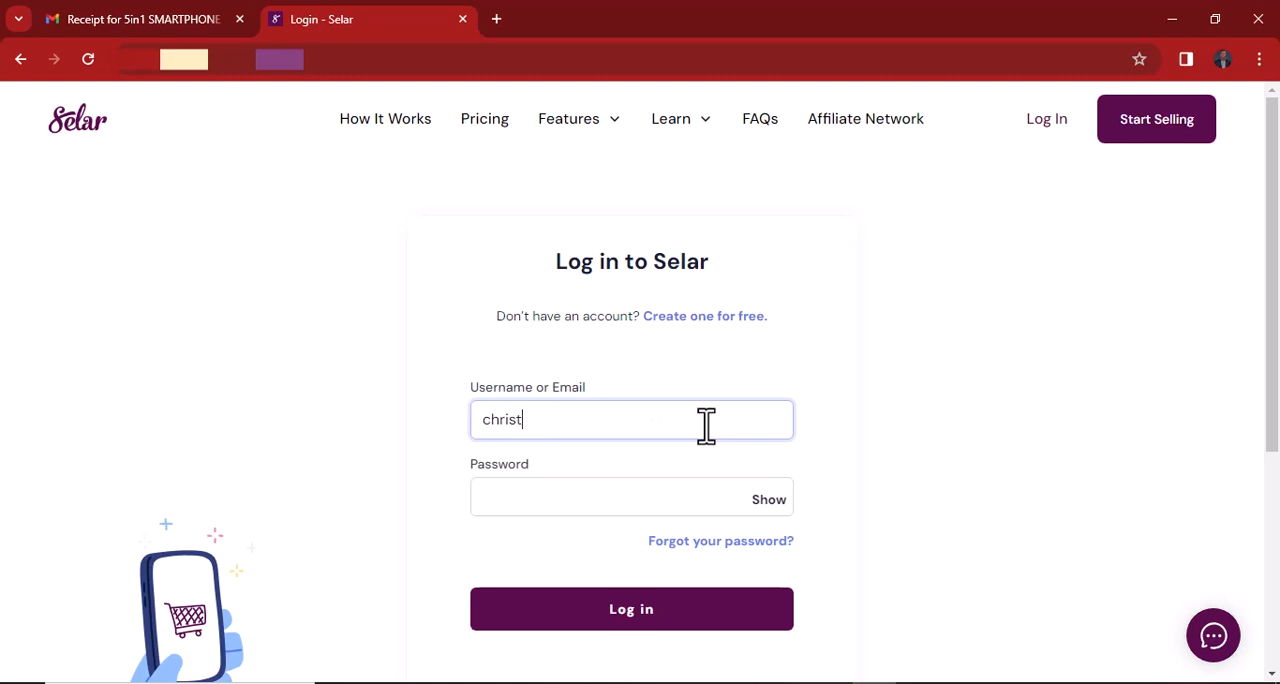 Receipt for 5in1 SMARTPHONE
Login - Selar
Selar
How It Works
Pricing
Features
Learn
FAQs
Affiliate Network
Log In
Start Selling
Log in to Selar
Don't have an account? Create one for free.
Username or Email
christ
Password
Show
Forgot your password?
Log in